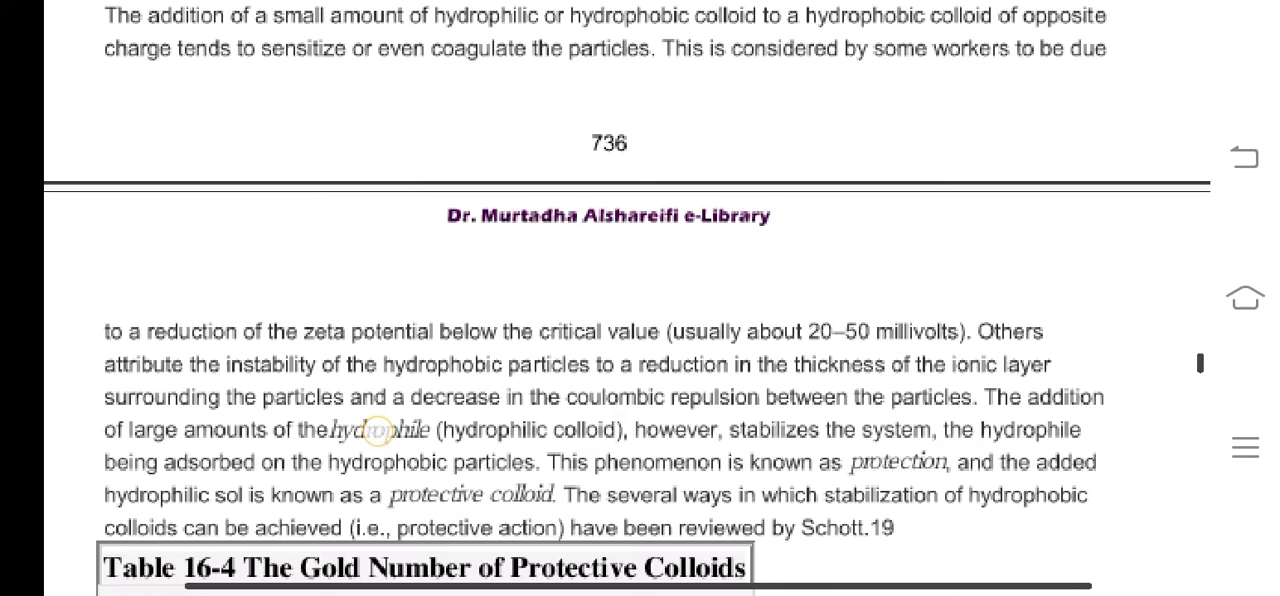 The addition of a small amount of hydrophilic or hydrophobic colloid to a hydrophobic colloid of opposite
charge tends to sensitize or even coagulate the particles. This is considered by some workers to be due
736
Dr. Murtadha Alshareifi e-Library
to a reduction of the zeta potential below the critical value (usually about 20–50 millivolts). Others
attribute the instability of the hydrophobic particles to a reduction in the thickness of the ionic layer
surrounding the particles and a decrease in the coulombic repulsion between the particles. The addition
of large amounts of the hydrophile (hydrophilic colloid), however, stabilizes the system, the hydrophile
being adsorbed on the hydrophobic particles. This phenomenon is known as protection, and the added
hydrophilic sol is known as a protective colloid. The several ways in which stabilization of hydrophobic
colloids can be achieved (i.e., protective action) have been reviewed by Schott.19
Table 16-4 The Gold Number of Protective Colloids